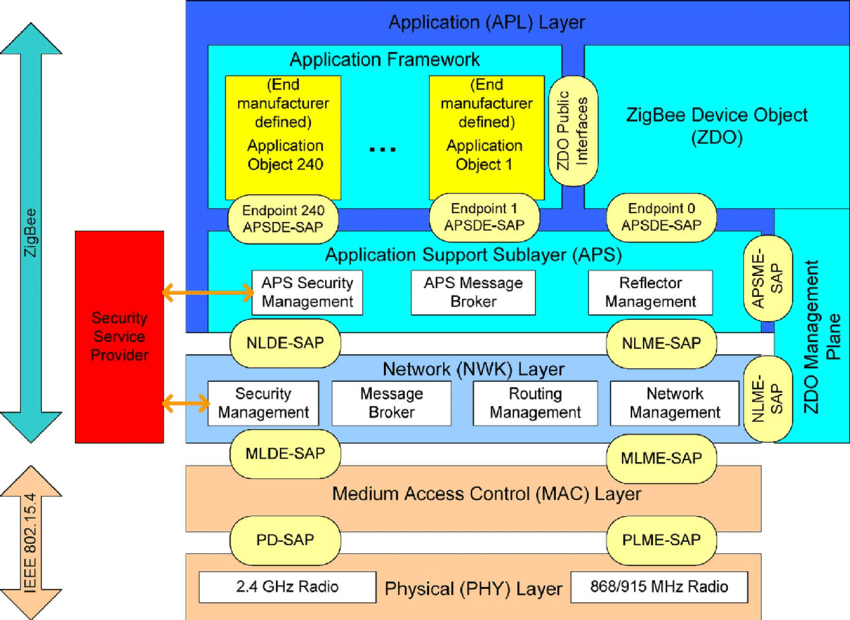 Application (APL) Layer
Application Framework
(End
manufacturer
defined)
Application
Object 240
...
(End
manufacturer
defined)
Application
Object 1
ZDO Public
Interfaces
ZigBee Device Object
(ZDO)
Endpoint 240
APSDE-SAP
Endpoint 1
APSDE-SAP
Endpoint 0
APSDE-SAP
Application Support Sublayer (APS)
APS Security
Management
APS Message
Broker
Reflector
Management
APSME-
SAP
ZDO Management
Plane
ZigBee
Security
Service
Provider
NLDE-SAP
NLME-SAP
Network (NWK) Layer
Security
Management
Message
Broker
Routing
Management
Network
Management
NLME-
SAP
MLDE-SAP
MLME-SAP
Medium Access Control (MAC) Layer
IEEE 802.15.4
PD-SAP
PLME-SAP
2.4 GHz Radio
Physical (PHY) Layer
868/915 MHz Radio